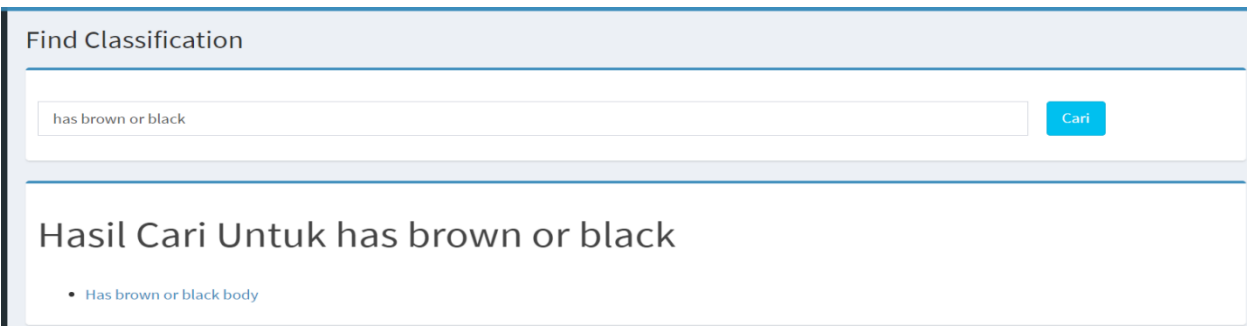 Find Classification
has brown or black
Cari
Hasil Cari Untuk has brown or black
Has brown or black body